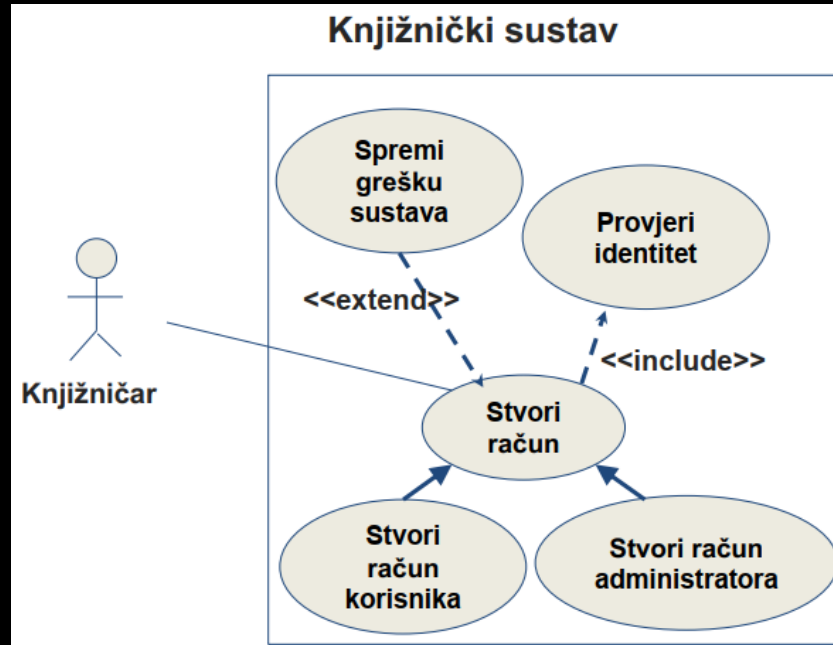 Knjižnički sustav
Spremi
grešku
sustava
Provjeri
identitet
<<extend>>
<<include>>
Knjižničar
Stvori
račun
Stvori
račun
korisnika
Stvori račun
administratora